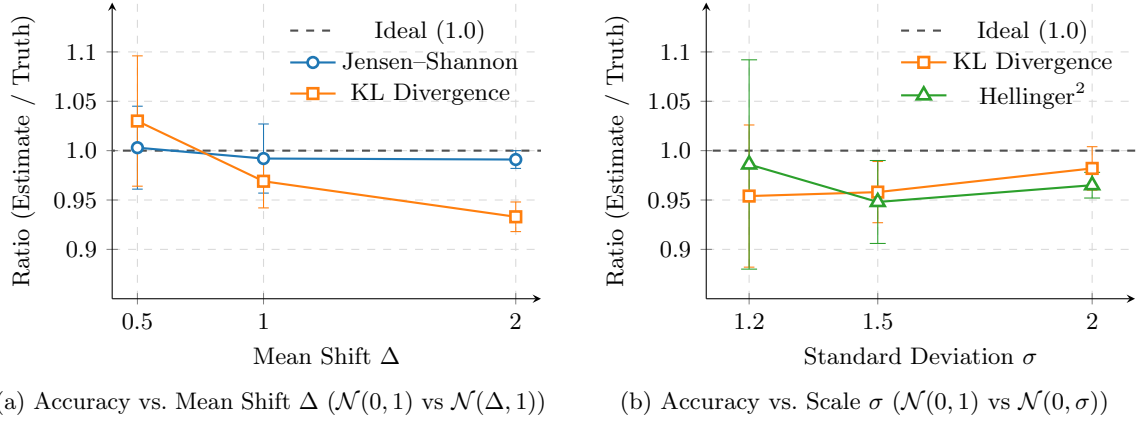 Ratio (Estimate / Truth)
1.1
1.05
1.0
0.95
0.9
0.5
1
2
Mean Shift Δ
Ideal (1.0)
Jensen–Shannon
KL Divergence
a) Accuracy vs. Mean Shift Δ (𝒩(0, 1) vs 𝒩(Δ, 1))
Ratio (Estimate / Truth)
1.1
1.05
1.0
0.95
0.9
1.2
1.5
2
Standard Deviation σ
Ideal (1.0)
KL Divergence
Hellinger²
(b) Accuracy vs. Scale σ (𝒩(0, 1) vs 𝒩(0, σ))